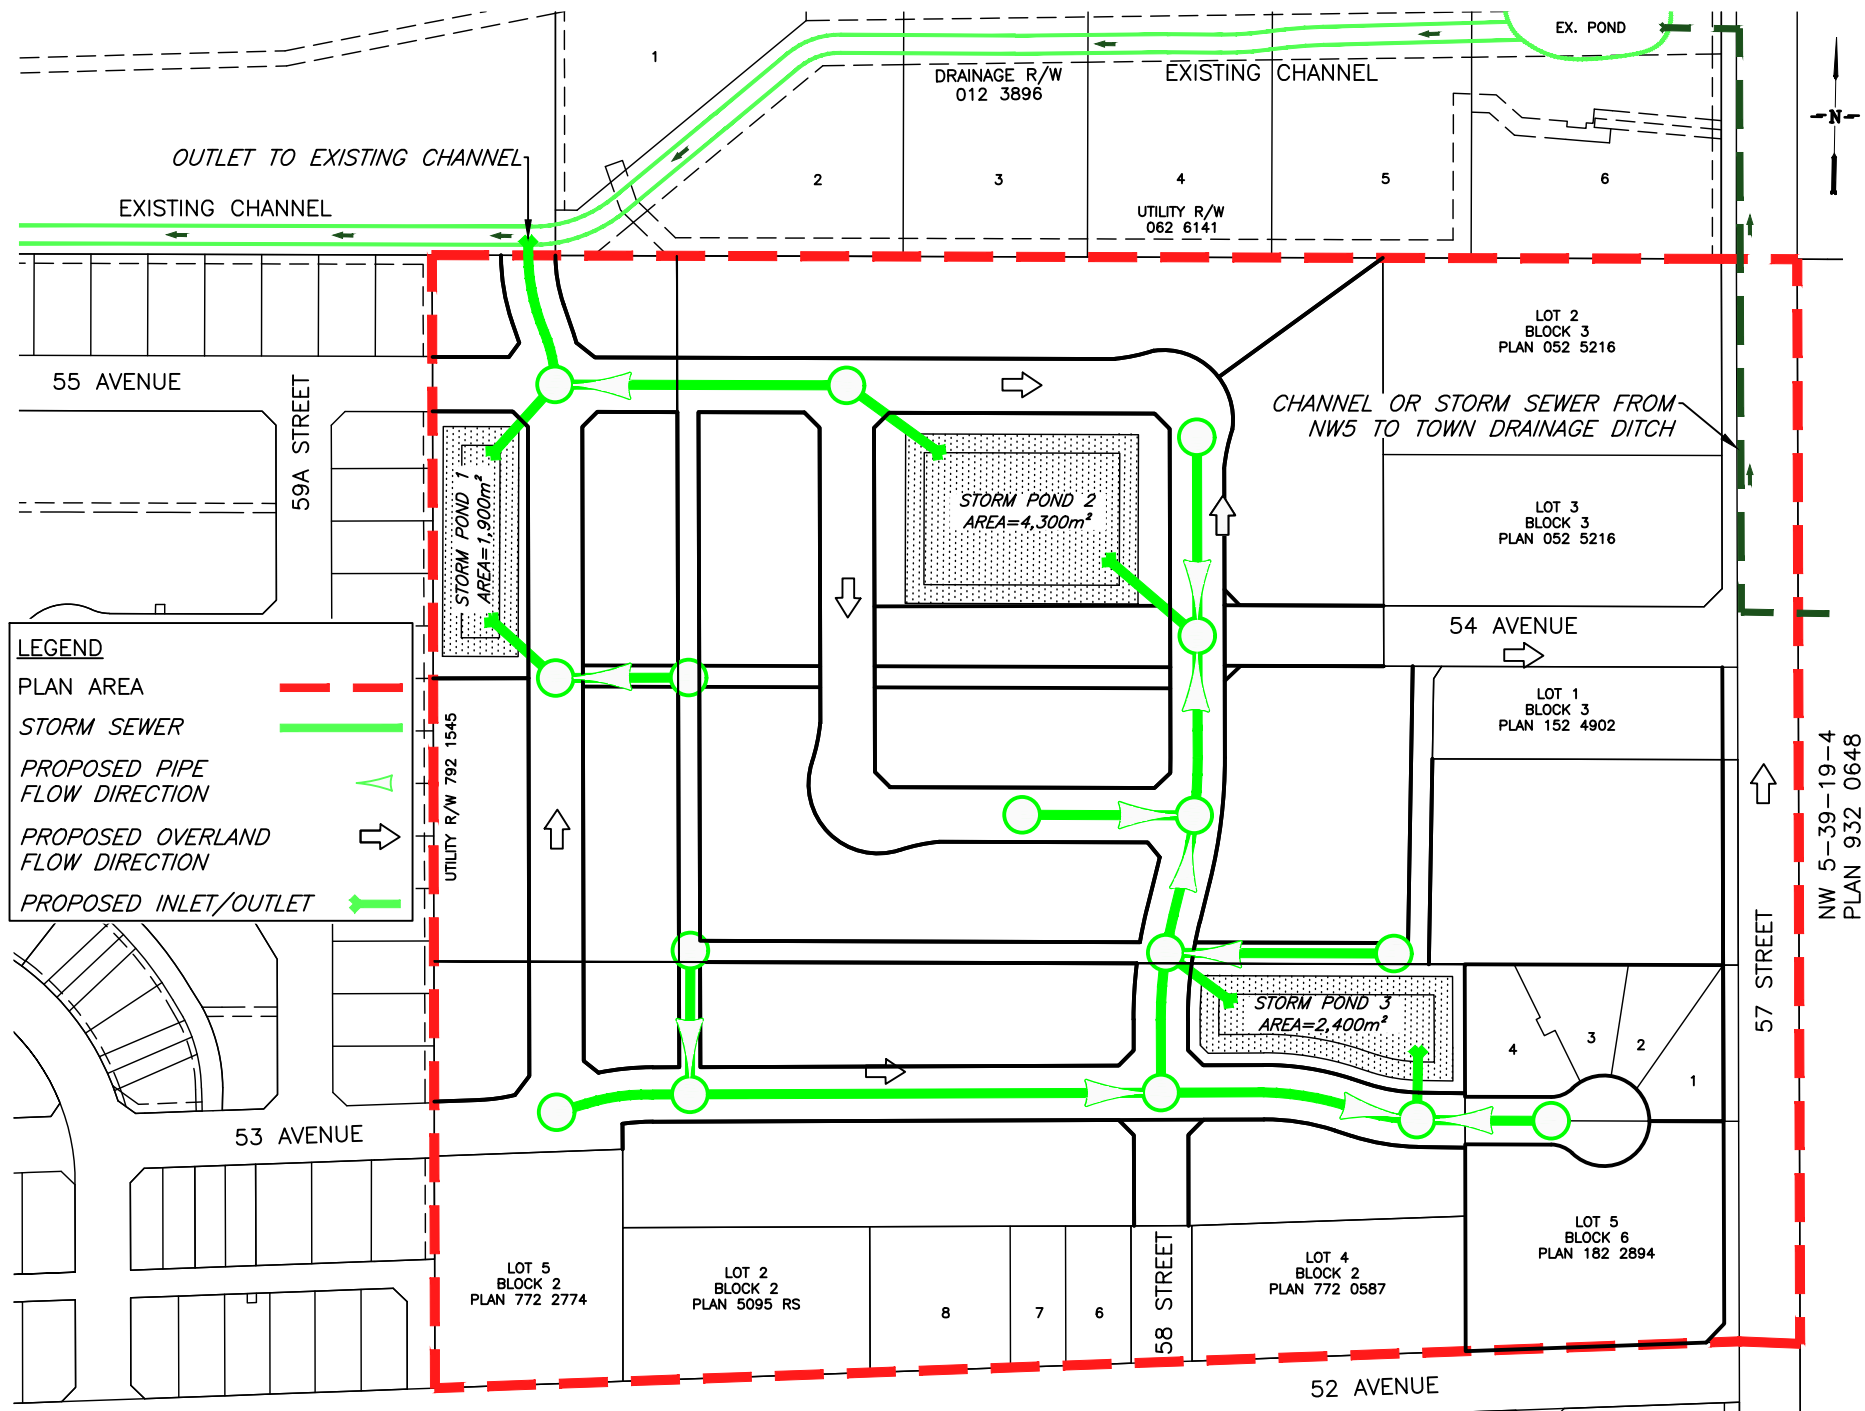 EX. POND
1
DRAINAGE R/W
012 3896
EXISTING CHANNEL
N
OUTLET TO EXISTING CHANNEL
2
3
4
5
6
EXISTING CHANNEL
UTILITY R/W
062 6141
LOT 2
BLOCK 3
PLAN 052 5216
55 AVENUE
59A STREET
CHANNEL OR STORM SEWER FROM
NW5 TO TOWN DRAINAGE DITCH
STORM POND 1
AREA=1,900m²
STORM POND 2
AREA=4,300m²
LOT 3
BLOCK 3
PLAN 052 5216
54 AVENUE
LEGEND
PLAN AREA
STORM SEWER
PROPOSED PIPE
FLOW DIRECTION
PROPOSED OVERLAND
FLOW DIRECTION
PROPOSED INLET/OUTLET
UTILITY R/W 792 1545
LOT 1
BLOCK 3
PLAN 152 4902
NW 5-39-19-4
PLAN 932 0648
57 STREET
STORM POND 3
AREA=2,400m²
4
3
2
1
53 AVENUE
LOT 5
BLOCK 2
PLAN 772 2774
LOT 2
BLOCK 2
PLAN 5095 RS
8
7
6
58 STREET
LOT 4
BLOCK 2
PLAN 772 0587
LOT 5
BLOCK 6
PLAN 182 2894
52 AVENUE